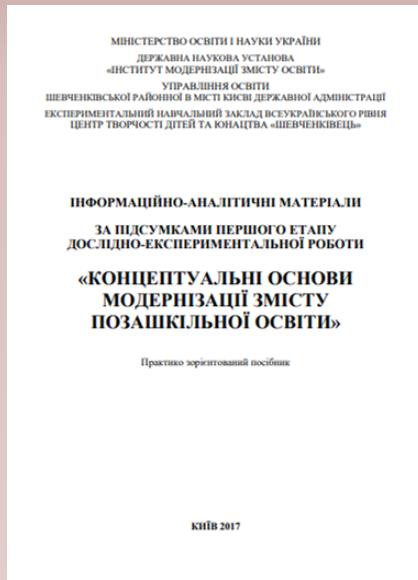 МІНІСТЕРСТВО ОСВІТИ І НАУКИ УКРАЇНИ
ДЕРЖАВНА НАУКОВА УСТАНОВА
«ІНСТИТУТ МОДЕРНІЗАЦІЇ ЗМІСТУ ОСВІТИ»
УПРАВЛІННЯ ОСВІТИ
ШЕВЧЕНКІВСЬКОЇ РАЙОННОЇ В МІСТІ КИЄВІ ДЕРЖАВНОЇ АДМІНІСТРАЦІЇ
ЕКСПЕРИМЕНТАЛЬНИЙ НАВЧАЛЬНИЙ ЗАКЛАД ВСЕУКРАЇНСЬКОГО РІВНЯ
ЦЕНТР ТВОРЧОСТІ ДІТЕЙ ТА ЮНАЦТВА «ШЕВЧЕНКІВЕЦЬ»
ІНФОРМАЦІЙНО-АНАЛІТИЧНІ МАТЕРІАЛИ
ЗА ПІДСУМКАМИ ПЕРШОГО ЕТАПУ
ДОСЛІДНО-ЕКСПЕРИМЕНТАЛЬНОЇ РОБОТИ
«КОНЦЕПТУАЛЬНІ ОСНОВИ
МОДЕРНІЗАЦІЇ ЗМІСТУ
ПОЗАШКІЛЬНОЇ ОСВІТИ»
Практико зорієнтований посібник
КИЇВ 2017